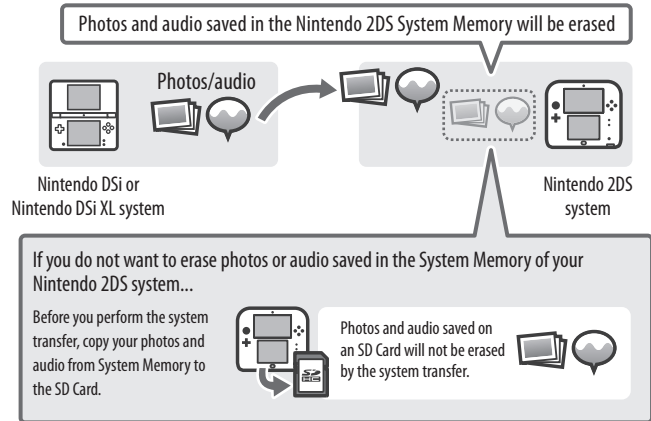 Photos and audio saved in the Nintendo 2DS System Memory will be erased
Photos/audio
Nintendo DSi or
Nintendo DSi XL system
Nintendo 2DS
system
If you do not want to erase photos or audio saved in the System Memory of your
Nintendo 2DS system...
Before you perform the system
transfer, copy your photos and
audio from System Memory to
the SD Card.
SD
HC
Photos and audio saved on
an SD Card will not be erased
by the system transfer.